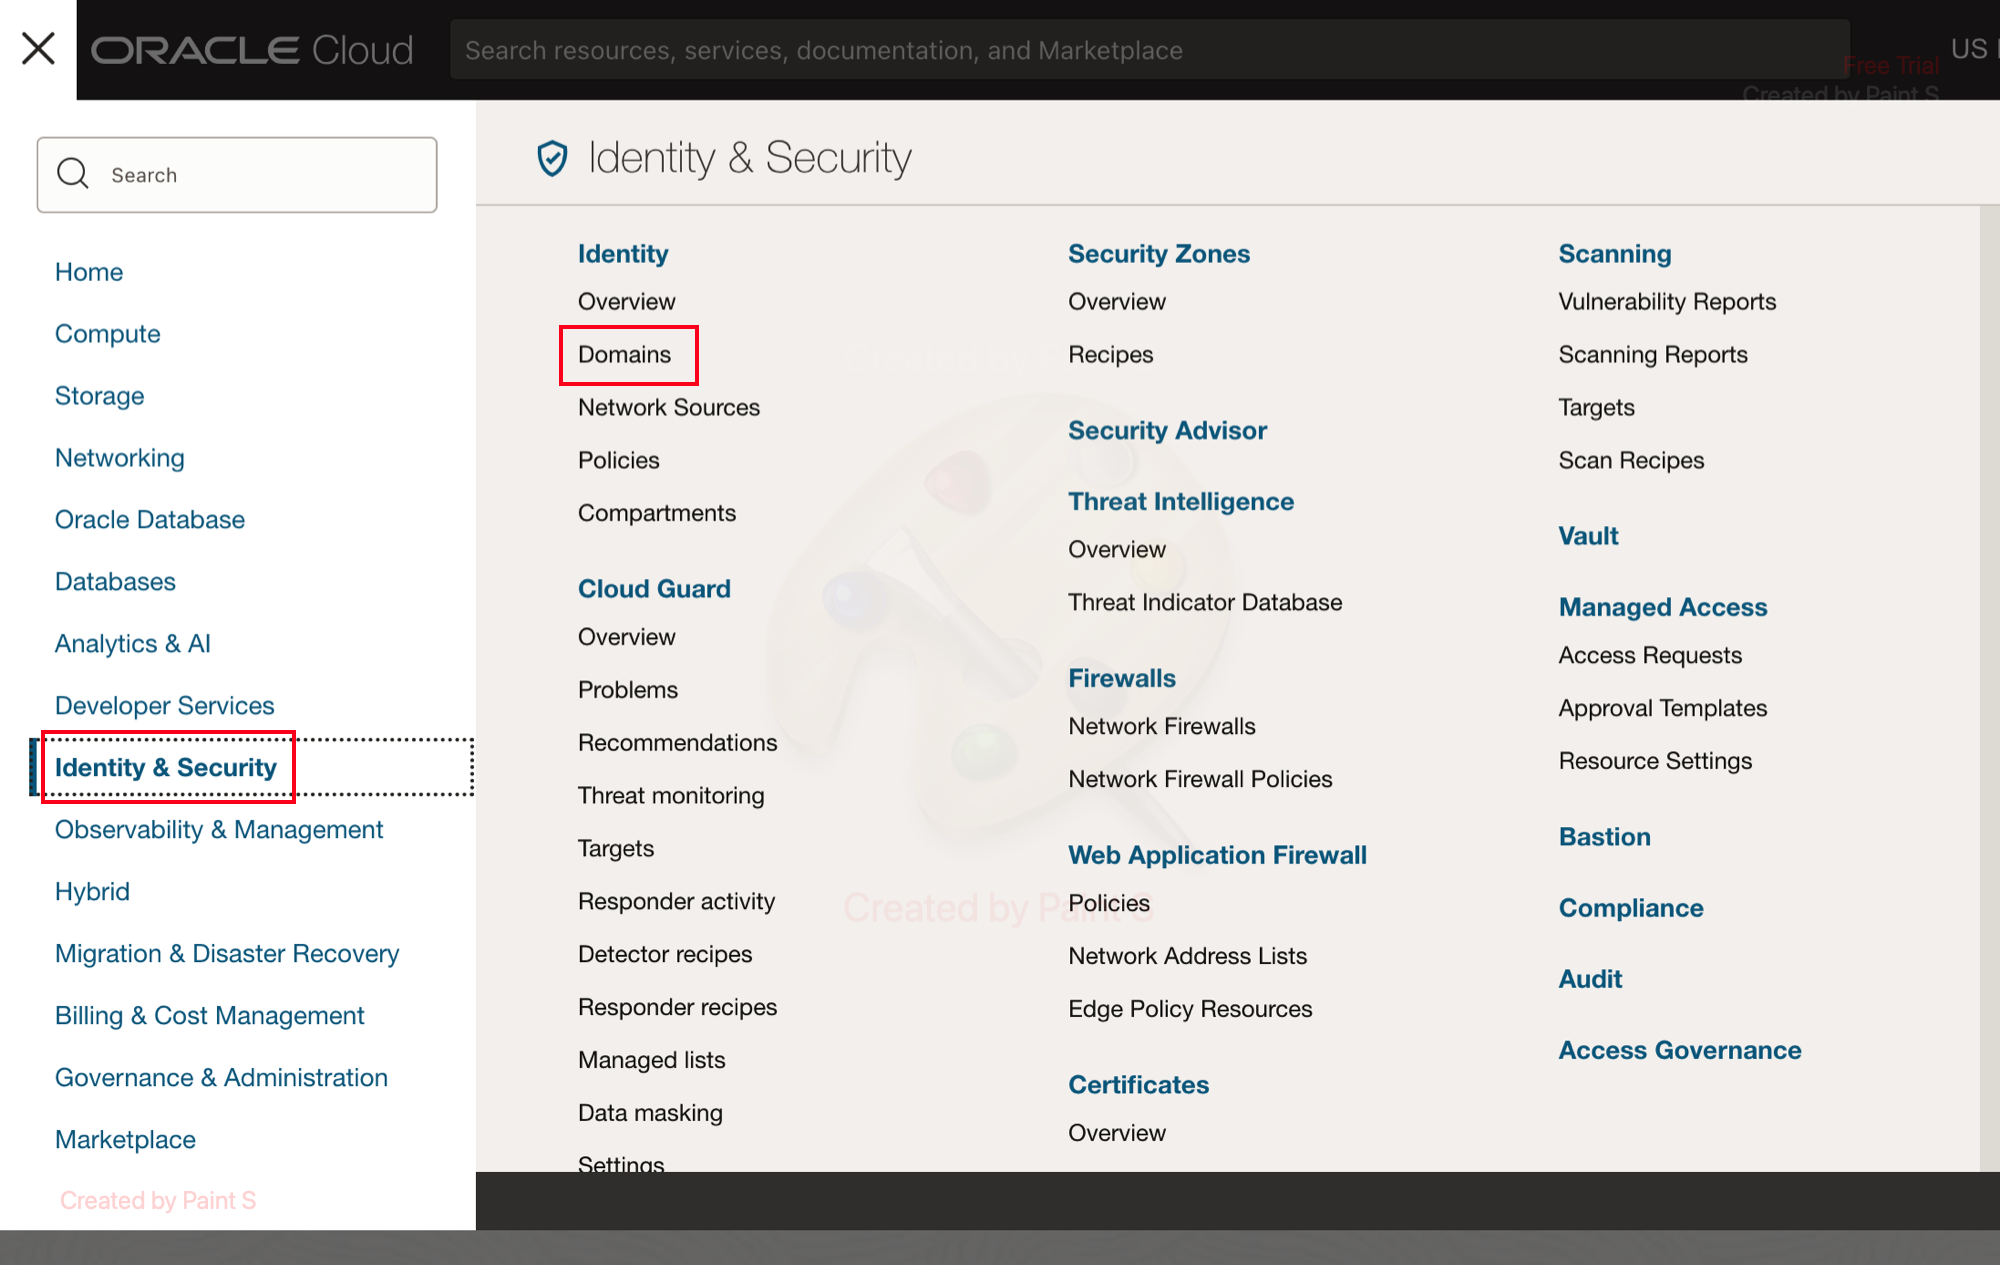 ORACLE Cloud
Search resources, services, documentation, and Marketplace
US
Free Trial
Created by Paint S
Search
Home
Compute
Storage
Networking
Oracle Database
Databases
Analytics & AI
Developer Services
Identity & Security
Observability & Management
Hybrid
Migration & Disaster Recovery
Billing & Cost Management
Governance & Administration
Marketplace
Created by Paint S
Identity & Security
Identity
Overview
Domains
Network Sources
Policies
Compartments
Cloud Guard
Overview
Problems
Recommendations
Threat monitoring
Targets
Responder activity
Detector recipes
Responder recipes
Managed lists
Data masking
Settings
Security Zones
Overview
Recipes
Security Advisor
Threat Intelligence
Overview
Threat Indicator Database
Firewalls
Network Firewalls
Network Firewall Policies
Web Application Firewall
Policies
Network Address Lists
Edge Policy Resources
Certificates
Overview
Created by Paint S
Scanning
Vulnerability Reports
Scanning Reports
Targets
Scan Recipes
Vault
Managed Access
Access Requests
Approval Templates
Resource Settings
Bastion
Compliance
Audit
Access Governance